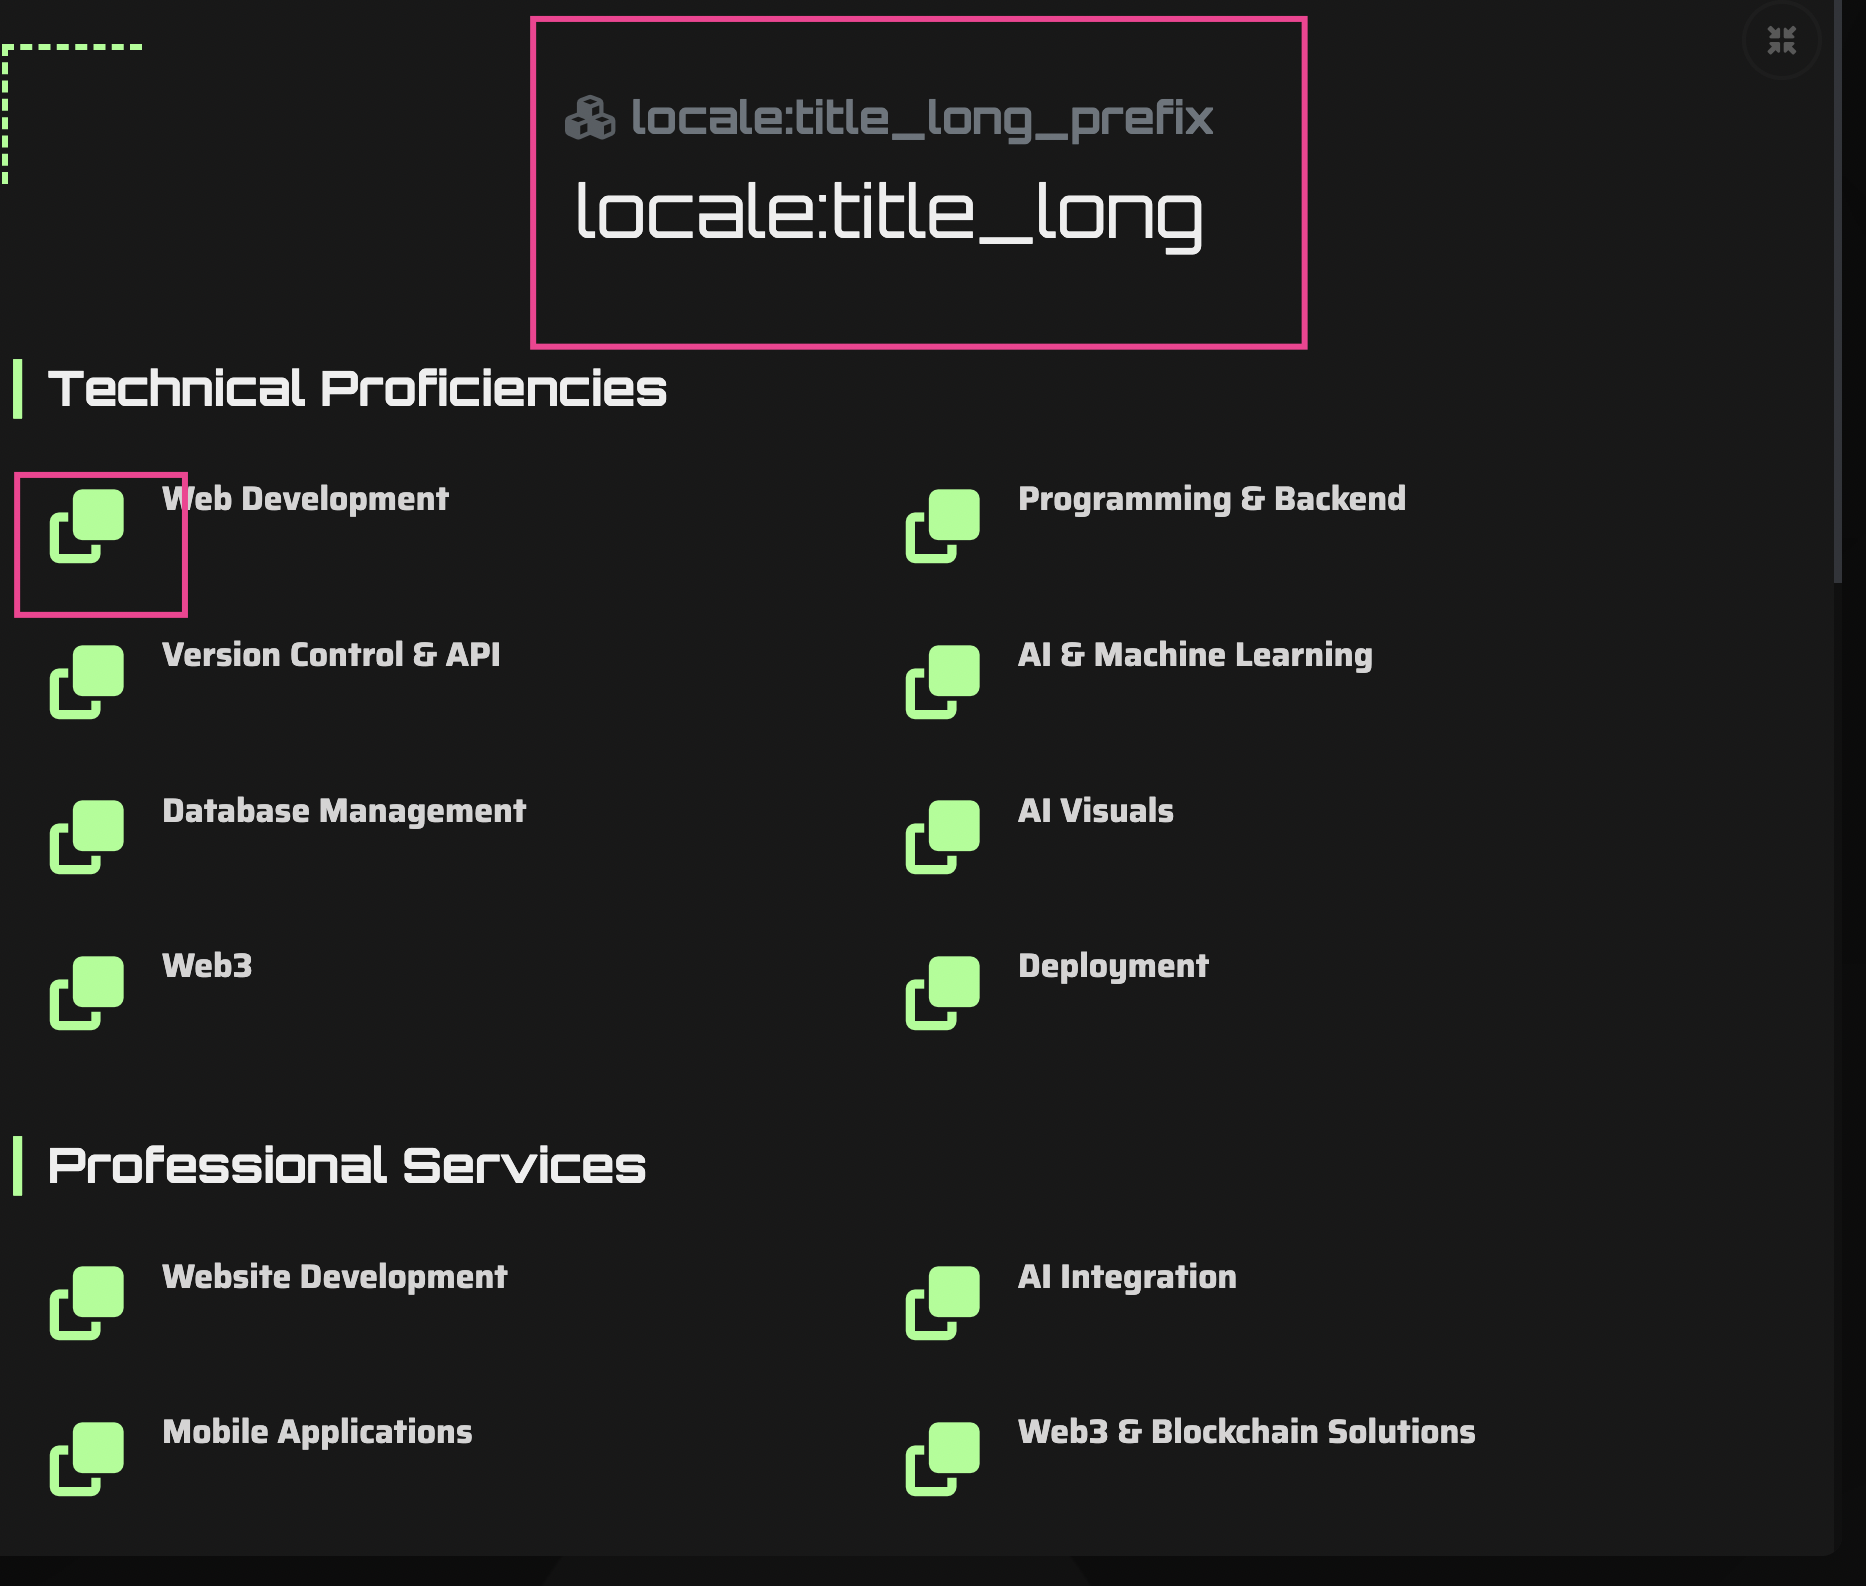 locale:title_long_prefix
locale:title_long
Technical Proficiencies
Web Development
Programming & Backend
Version Control & API
AI & Machine Learning
Database Management
AI Visuals
Web3
Deployment
Professional Services
Website Development
AI Integration
Mobile Applications
Web3 & Blockchain Solutions